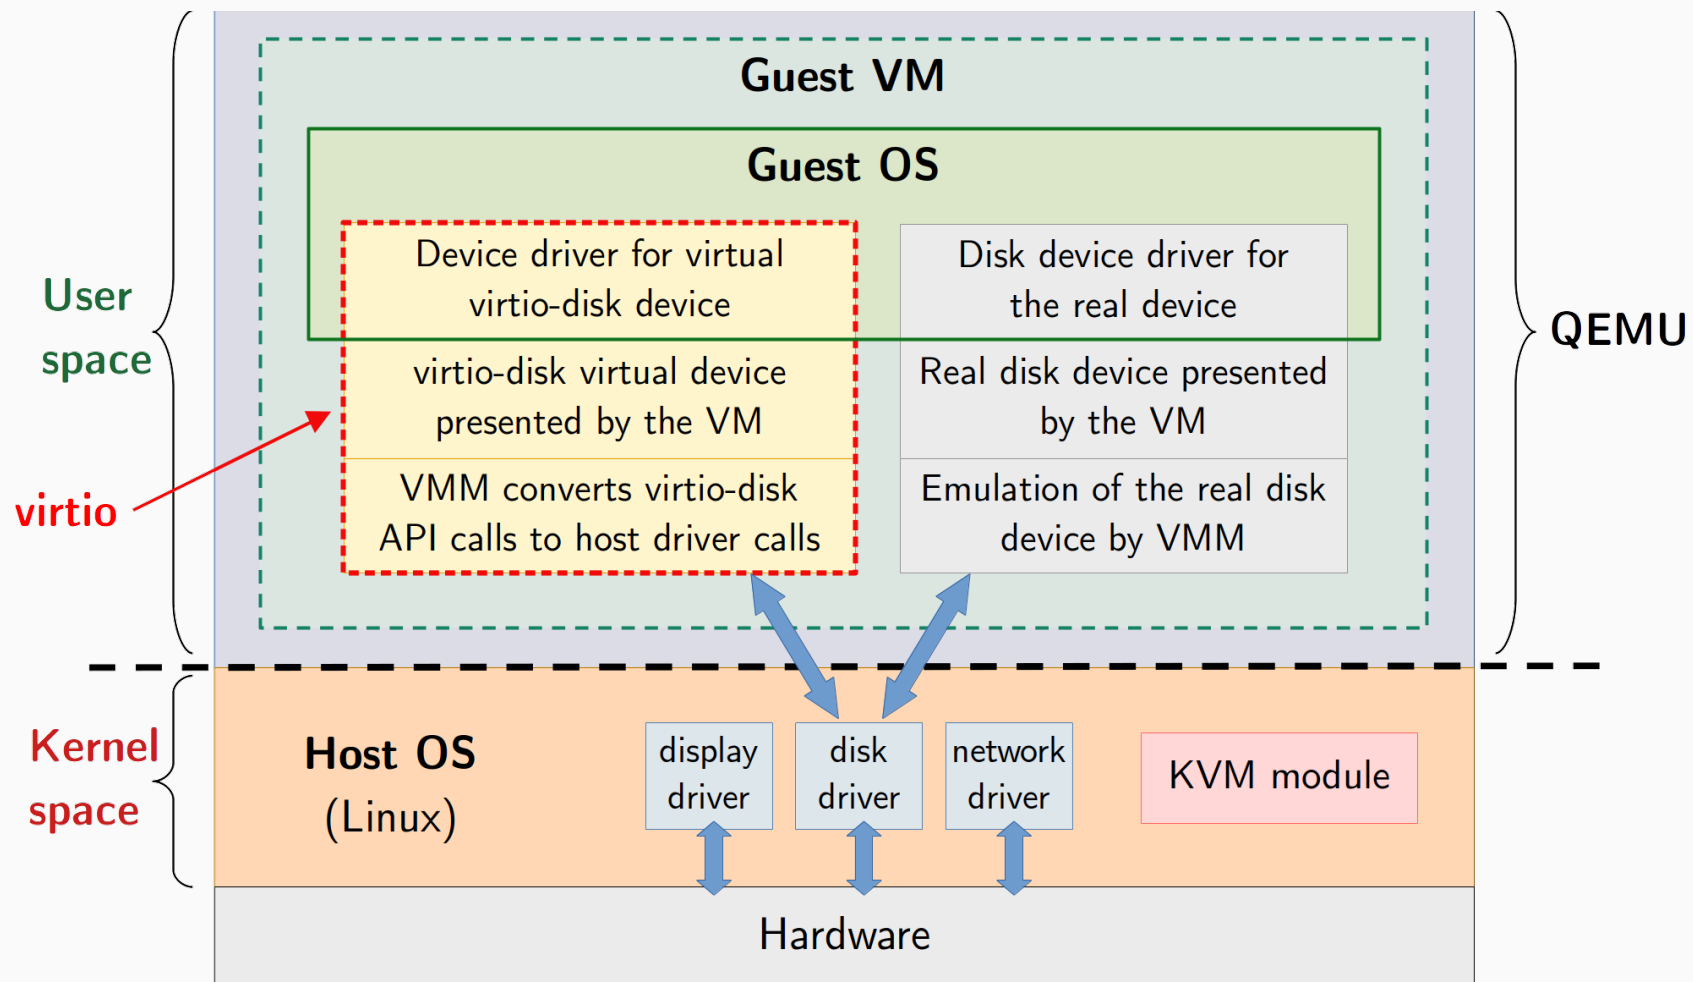 Guest VM
Guest OS
Device driver for virtual
virtio-disk device
Disk device driver for
the real device
virtio-disk virtual device
presented by the VM
Real disk device presented
by the VM
VMM converts virtio-disk
API calls to host driver calls
Emulation of the real disk
device by VMM
User
space
virtio
QEMU
Kernel
space
Host OS
(Linux)
display
driver
disk
driver
network
driver
KVM module
Hardware